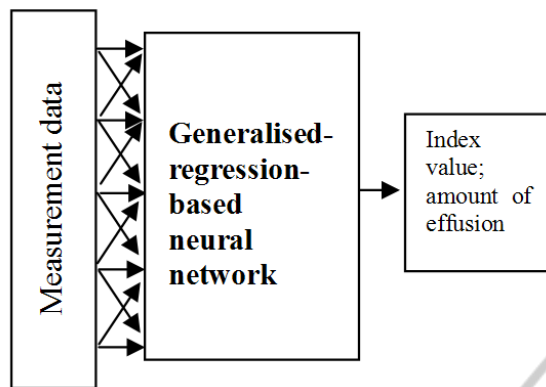 Measurement data
Generalised-
regression-
based
neural
network
Index
value;
amount of
effusion